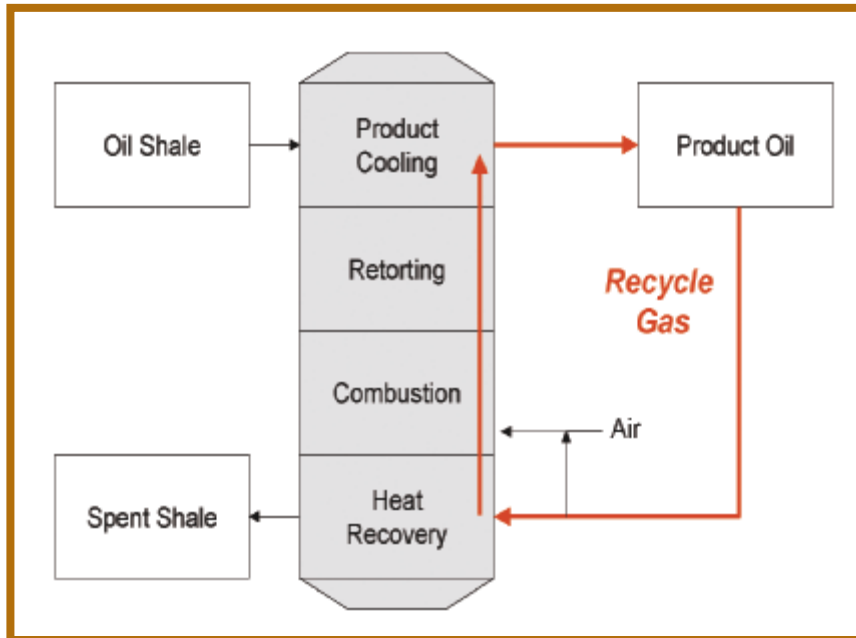 Oil Shale
Product
Cooling
Product Oil
Retorting
Recycle
Gas
Combustion
Air
Spent Shale
Heat
Recovery